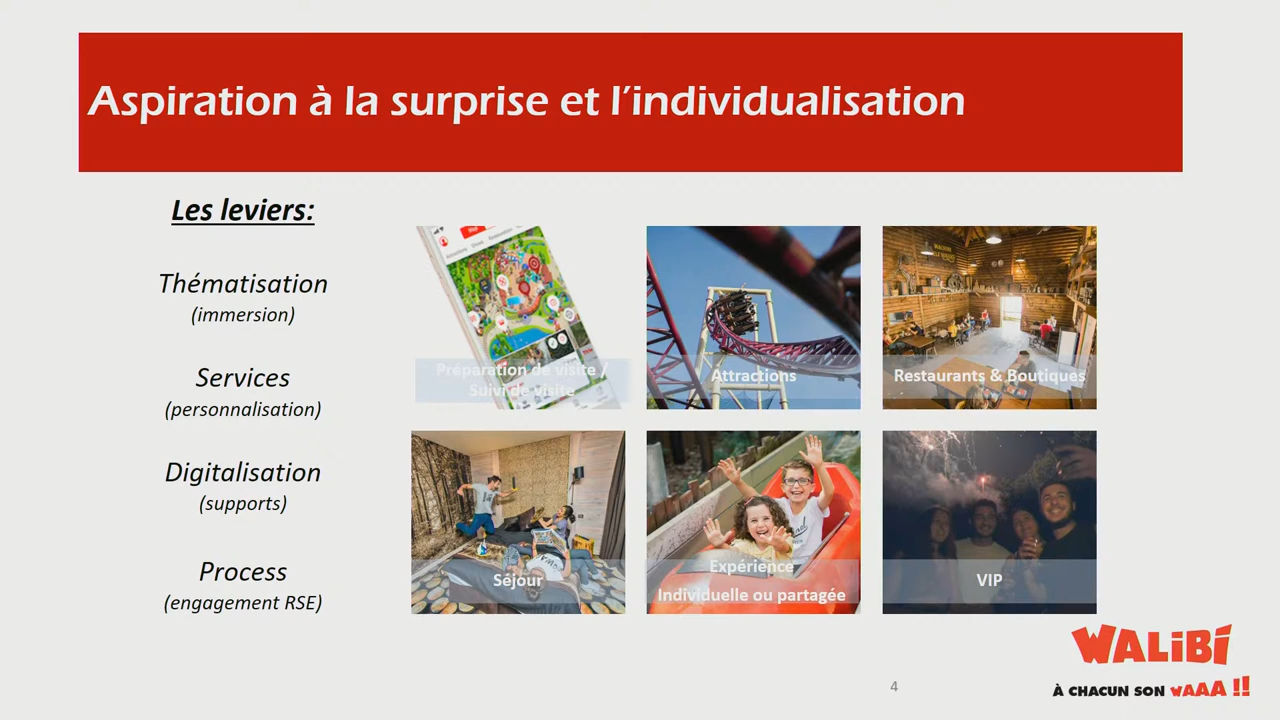 Aspiration à la surprise et l’individualisation
Les leviers:
Thématisation
(immersion)
Services
(personnalisation)
Digitalisation
(supports)
Process
(engagement RSE)
Préparation de visite /
Suivi de visite
Attractions
Restaurants & Boutiques
Séjour
Expérience
Individuelle ou partagée
VIP
WALiBi
À CHACUN SON WAAA !!
4